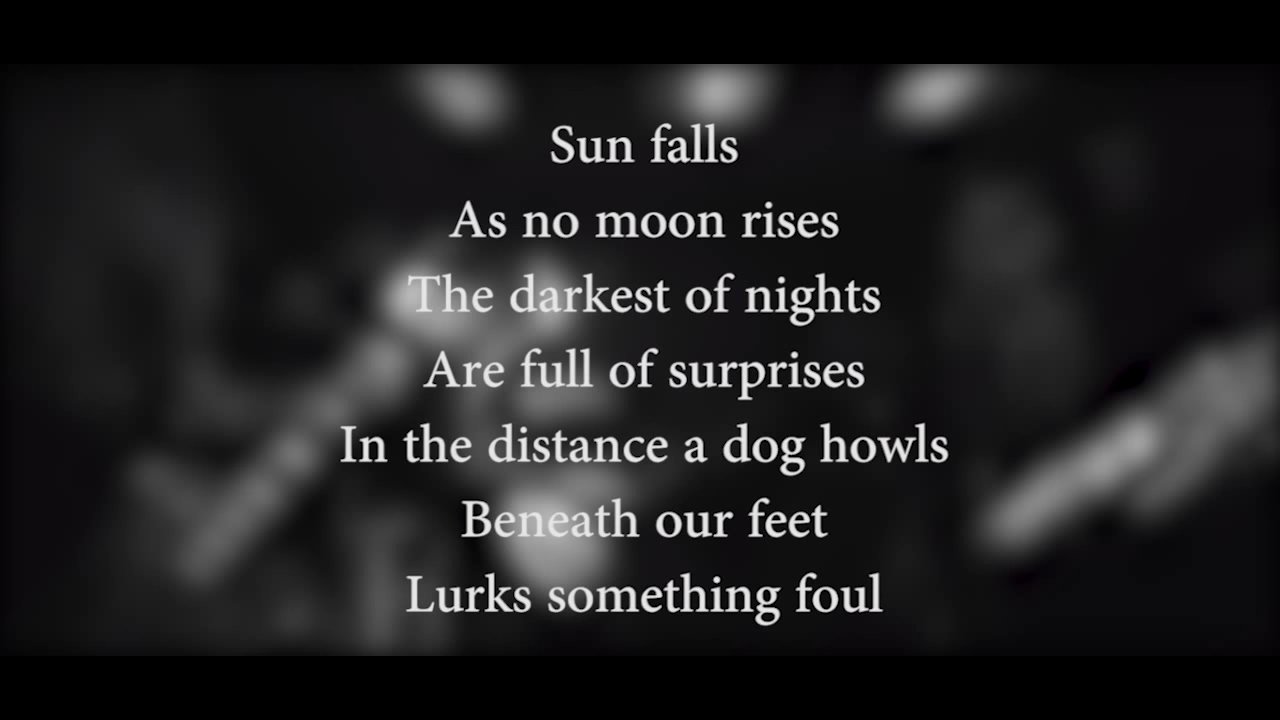 Sun falls
As no moon rises
The darkest of nights
Are full of surprises
In the distance a dog howls
Beneath our feet
Lurks something foul